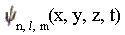 ψn, l, m(x, y, z, t)